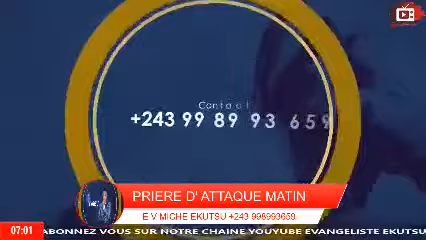 Contact
+243 99 89 93 659
PRIERE D' ATTAQUE MATIN
E V MICHE EKUTSU +243 998993659
07:01
ABONNEZ VOUS SUR NOTRE CHAINE YOUTUBE EVANGELISTE EKUTSU